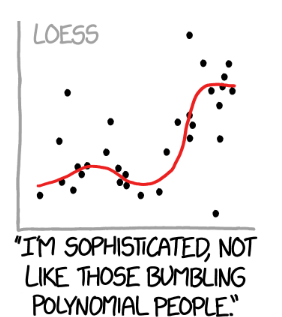 LOESS
"I'M SOPHISTICATED, NOT
LIKE THOSE BUMBLING
POLYNOMIAL PEOPLE."